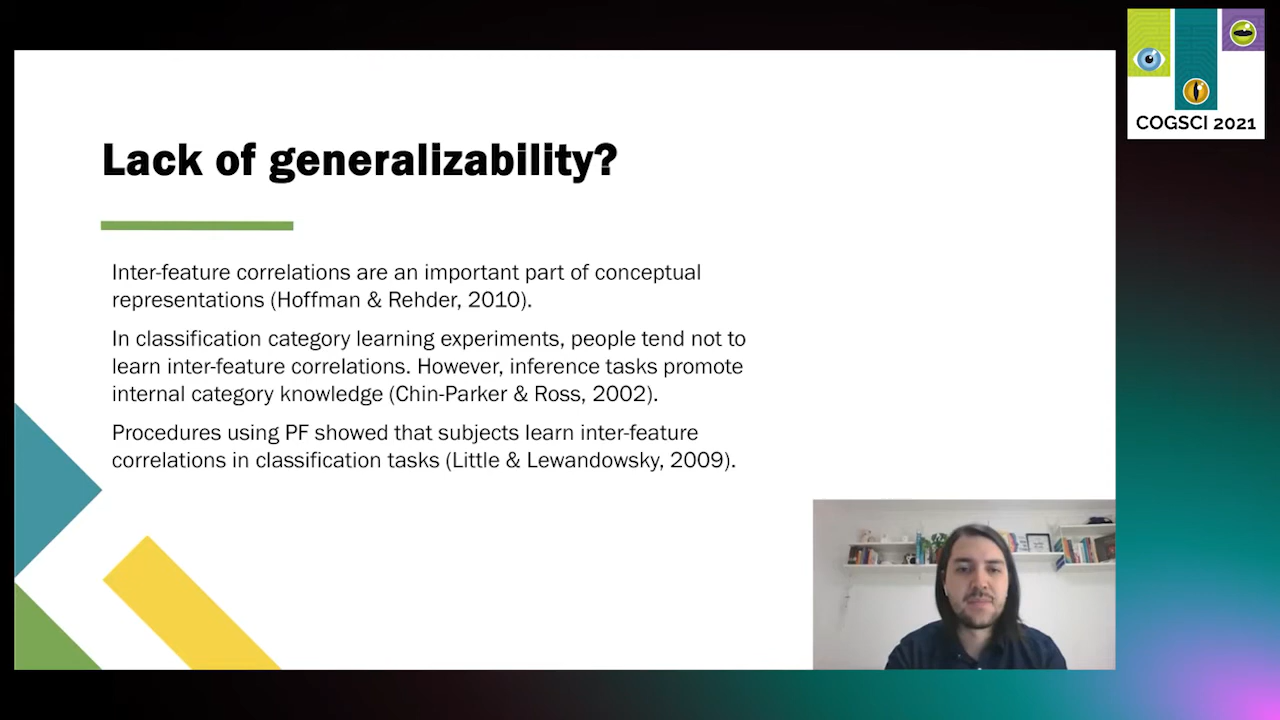 COGSCI 2021
Lack of generalizability?
Inter-feature correlations are an important part of conceptual
representations (Hoffman & Rehder, 2010).
In classification category learning experiments, people tend not to
learn inter-feature correlations. However, inference tasks promote
internal category knowledge (Chin-Parker & Ross, 2002).
Procedures using PF showed that subjects learn inter-feature
correlations in classification tasks (Little & Lewandowsky, 2009).